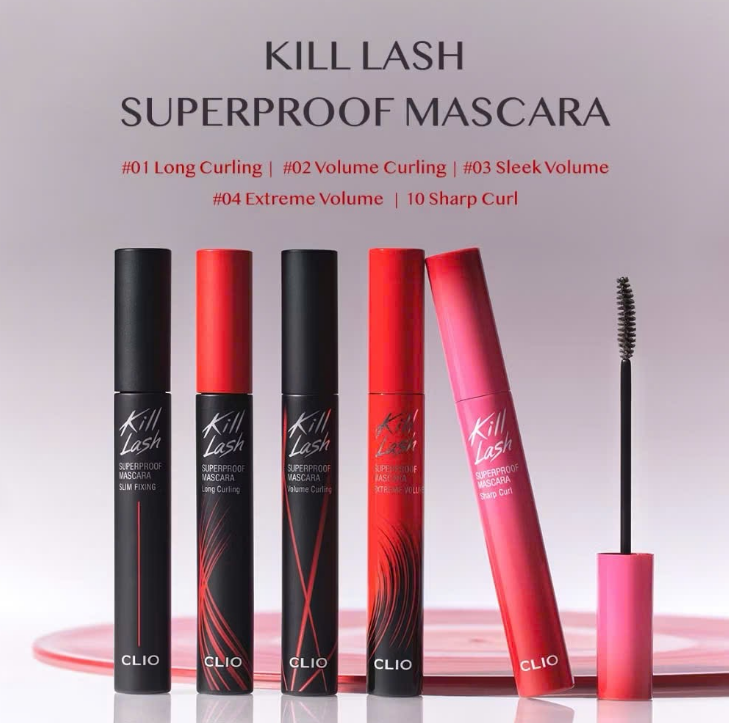 KILL LASH
SUPERPROOF MASCARA
#01 Long Curling | #02 Volume Curling | #03 Sleek Volume
#04 Extreme Volume | 10 Sharp Curl
Kill
Lash
SUPERPROOF
MASCARA
SLIM FIXING
CLIO
Kill
Lash
SUPERPROOF
MASCARA
Long Curling
CLIO
Kill
Lash
SUPERPROOF
MASCARA
Volume Curling
CLIO
Kill
Lash
SUPERPROOF
MASCARA
EXTREME VOLUME
CLIO
Kill
Lash
SUPERPROOF
MASCARA
Sharp Curl
CLIO